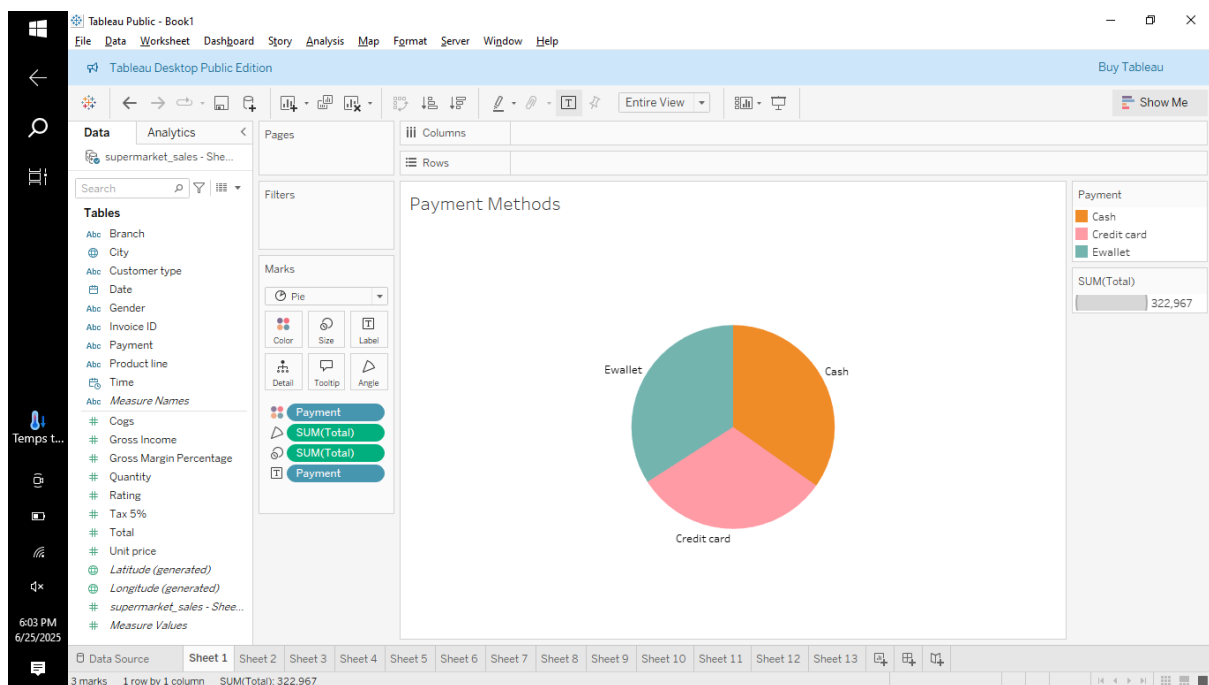 Tableau Public - Book1
File Data Worksheet Dashboard Story Analysis Map Format Server Window Help
Tableau Desktop Public Edition
Buy Tableau
Entire View
Show Me
Data Analytics
supermarket_sales - She...
Search
Tables
Abc Branch
City
Abc Customer type
Date
Abc Gender
Abc Invoice ID
Abc Payment
Abc Product line
Time
Abc Measure Names
# Cogs
# Gross Income
# Gross Margin Percentage
# Quantity
# Rating
# Tax 5%
# Total
# Unit price
Latitude (generated)
Longitude (generated)
# supermarket_sales - Shee...
# Measure Values
Pages
Filters
Marks
Pie
Color Size Label
Detail Tooltip Angle
Payment
SUM(Total)
SUM(Total)
Payment
Columns
Rows
Payment Methods
Ewallet
Cash
Credit card
Payment
Cash
Credit card
Ewallet
SUM(Total)
322,967
Temps t...
6:03 PM
6/25/2025
Data Source Sheet 1 Sheet 2 Sheet 3 Sheet 4 Sheet 5 Sheet 6 Sheet 7 Sheet 8 Sheet 9 Sheet 10 Sheet 11 Sheet 12 Sheet 13
3 marks 1 row by 1 column SUM(Total): 322,967